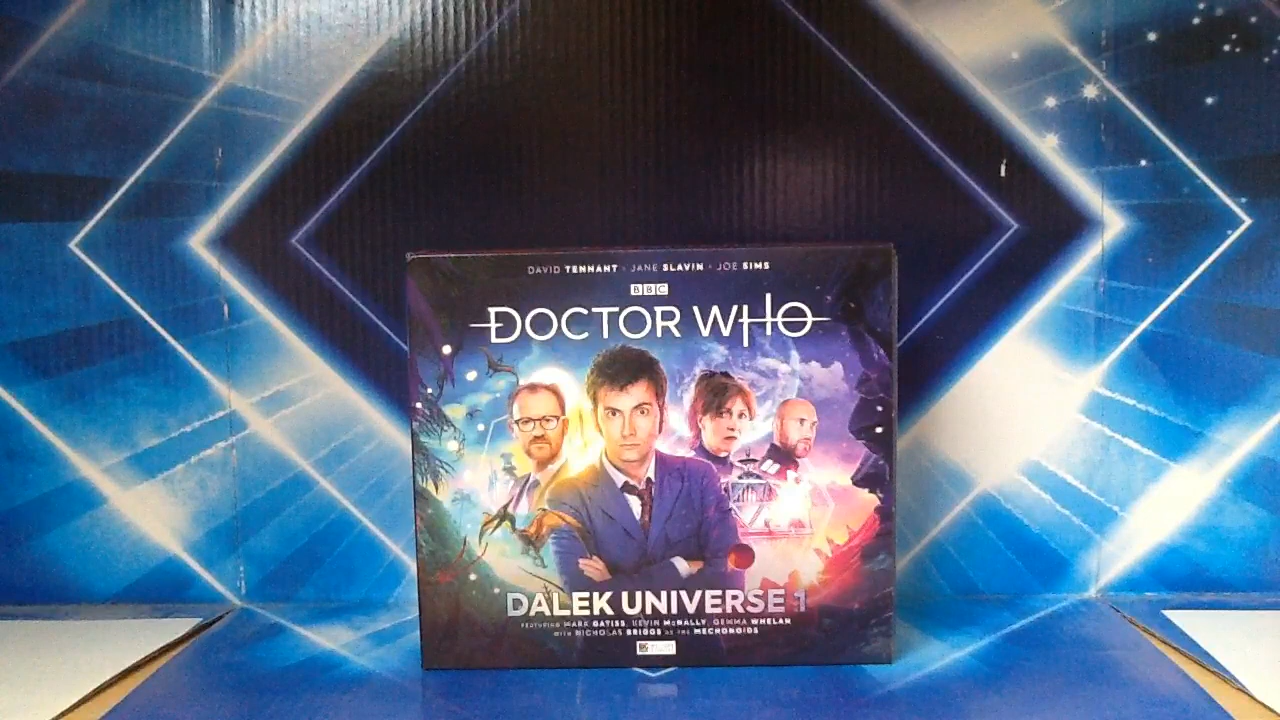 DAVID TENNANT · JANE SLAVIN · JOE SIMS
BBC
DOCTOR WHO
DALEK UNIVERSE 1
FEATURING MARK GATISS, KEVIN McNALLY, GEMMA WHELAN
WITH NICHOLAS BRIGGS AS THE MECHONOIDS